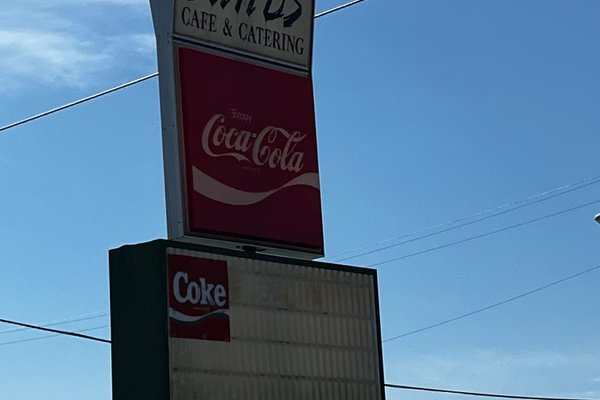 CAFE & CATERING
Enjoy
Coca-Cola
Coke